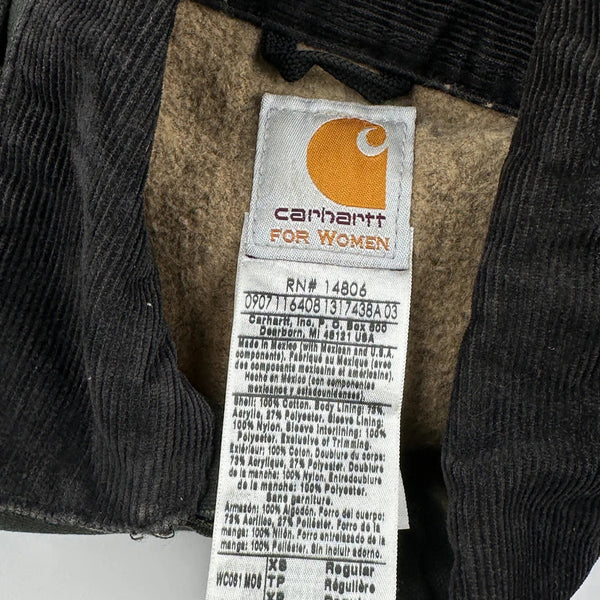 carhartt
FOR WOMEN
RN# 14806
0907116408 1317438A 03
Carhartt, Inc. P. O. Box 600
Dearborn, MI 48121 USA
Made in Mexico (with Mexican and U.S.A.
components). Fabriqué au Mexique (avec
des composants mexicains et Américains).
Hecho en México (con componentes
mexicanos y estadounidenses).
Shell: 100% Cotton. Body Lining: 73%
Acrylic, 27% Polyester. Sleeve Lining:
100% Nylon. Sleeve Interlining: 100%
Polyester. Exclusive of Trimming.
Extérieur: 100% Coton. Doublure du corps:
73% Acrylique, 27% Polyester. Doublure
de la manche: 100% Nylon. Entredoublure
de la manche: 100% Polyester.
Sans garniture.
Armazón: 100% Algodón. Forro del cuerpo:
73% Acrílico, 27% Poliéster. Forro de la
manga: 100% Nilon. Forro entrelazado de la
manga: 100% Poliéster. Sin incluir adorno.
XS Regular
WC081 MOS TP Régulière